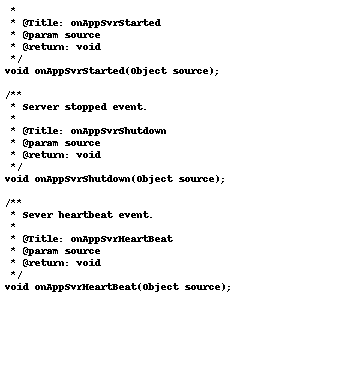 *
* @Title: onAppSvrStarted
* @param source
* @return: void
*/
void onAppSvrStarted(Object source);
/**
* Server stopped event.
*
* @Title: onAppSvrShutdown
* @param source
* @return: void
*/
void onAppSvrShutdown(Object source);
/**
* Sever heartbeat event.
*
* @Title: onAppSvrHeartBeat
* @param source
* @return: void
*/
void onAppSvrHeartBeat(Object source);